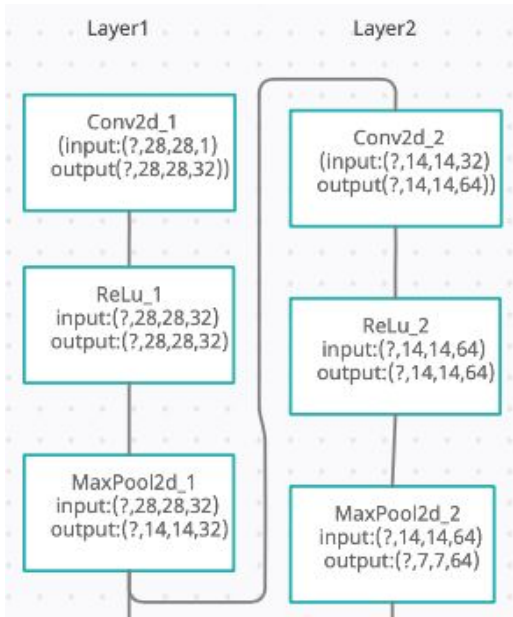 Layer1
Conv2d_1
(input:(?,28,28,1)
output(?,28,28,32))
ReLu_1
input:(?,28,28,32)
output:(?,28,28,32)
MaxPool2d_1
input:(?,28,28,32)
output:(?,14,14,32)
Layer2
Conv2d_2
(input:(?,14,14,32)
output(?,14,14,64))
ReLu_2
input:(?,14,14,64)
output:(?,14,14,64)
MaxPool2d_2
input:(?,14,14,64)
output:(?,7,7,64)